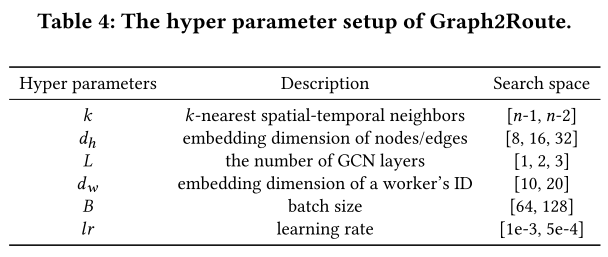 Table 4: The hyper parameter setup of Graph2Route.
Hyper parameters Description Search space
k k-nearest spatial-temporal neighbors [n-1, n-2]
d_h embedding dimension of nodes/edges [8, 16, 32]
L the number of GCN layers [1, 2, 3]
d_w embedding dimension of a worker's ID [10, 20]
B batch size [64, 128]
lr learning rate [1e-3, 5e-4]